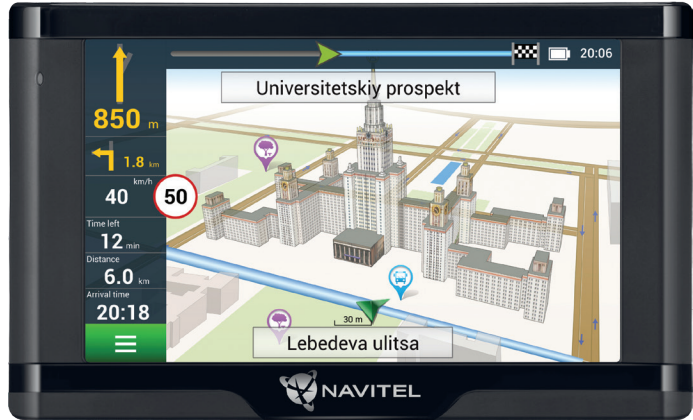 20:06
Universitetskiy prospekt
850 m
1.8 km
km/h
40
50
Time left
12 min
Distance
6.0 km
Arrival time
20:18
30 m
Lebedeva ulitsa
NAVITEL